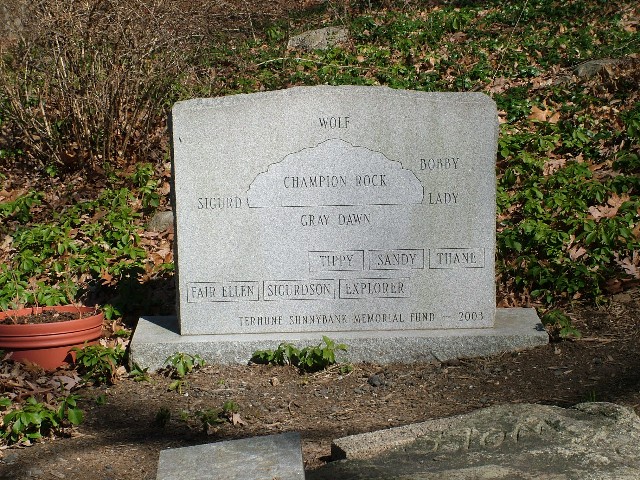 WOLF
BOBBY
CHAMPION ROCK
SIGURD
LADY
GRAY DAWN
TIPPY SANDY THANE
FAIR ELLEN SIGURDSON EXPLORER
TERHUNE SUNNYBANK MEMORIAL FUND — 2003